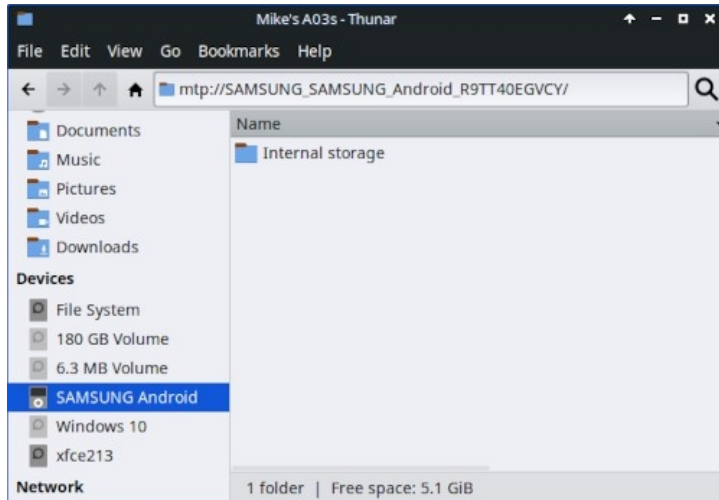 Mike's A03s - Thunar
File Edit View Go Bookmarks Help
mtp://SAMSUNG_SAMSUNG_Android_R9TT40EGVCY/
Documents
Music
Pictures
Videos
Downloads
Devices
File System
180 GB Volume
6.3 MB Volume
SAMSUNG Android
Windows 10
xfce213
Network
Name
Internal storage
1 folder | Free space: 5.1 GiB